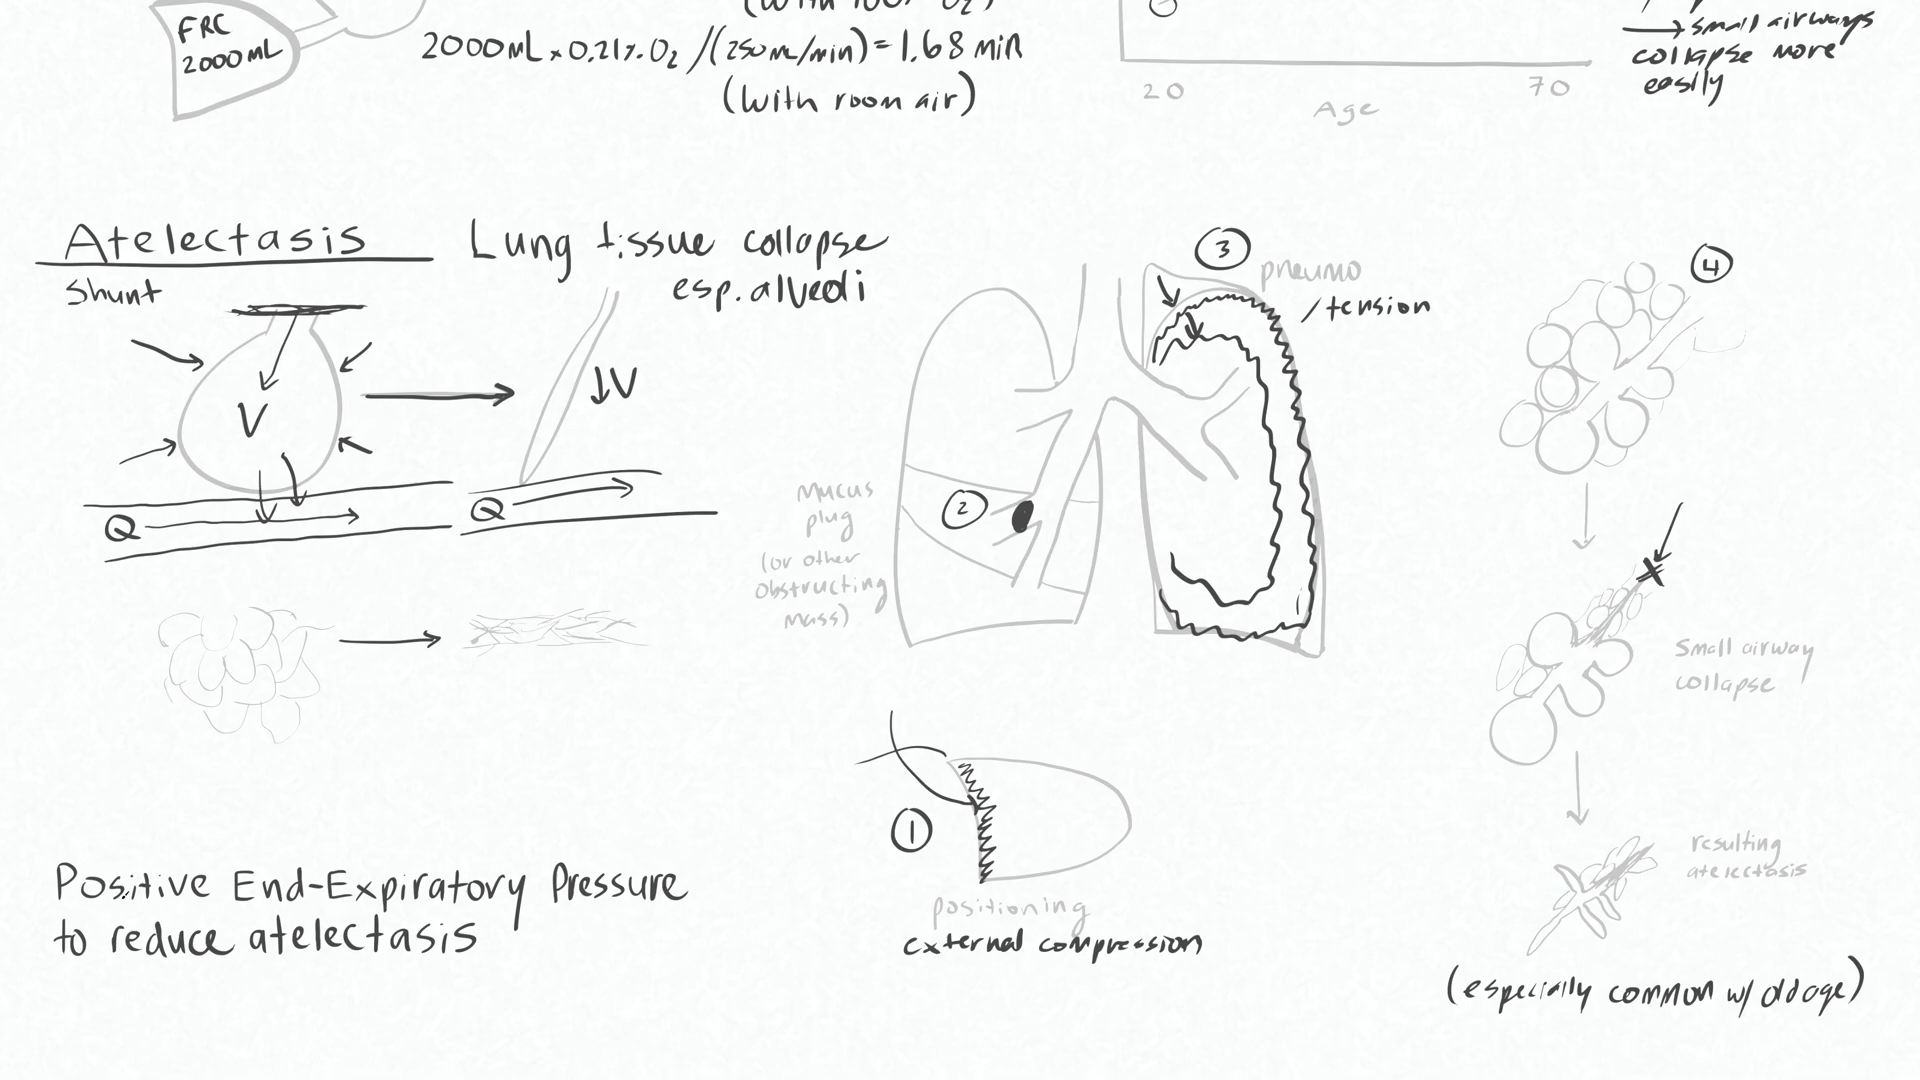 FRC
2000mL
(with 100% O₂)
2000mL x 0.21% O₂ /(250mL/min) = 1.68 min
(with room air)
20
70
Age
→ small airways
collapse more
easily
Atelectasis
Lung tissue collapse
esp. alveoli
Shunt
V
Q
↓V
Q
Mucus
plug
(or other
obstructing
mass)
2
3
pneumo
/tension
4
small airway
collapse
resulting
atelectasis
(especially common w/ old age)
1
positioning
external compression
Positive End-Expiratory Pressure
to reduce atelectasis